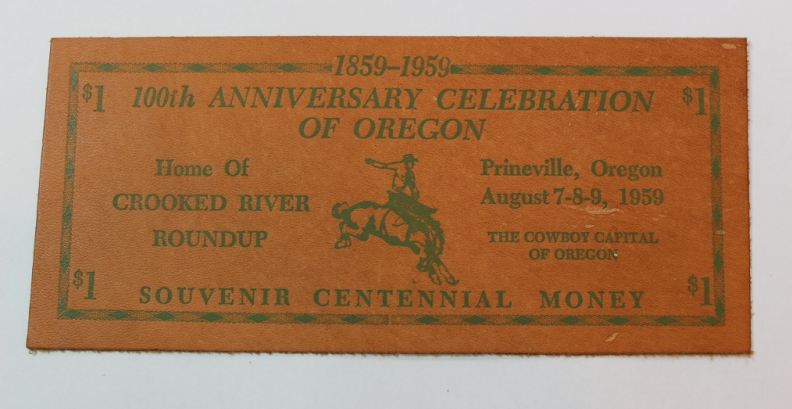 1859-1959
$1 100th ANNIVERSARY CELEBRATION $1
OF OREGON
Home Of
CROOKED RIVER
ROUNDUP
Prineville, Oregon
August 7-8-9, 1959
THE COWBOY CAPITAL
OF OREGON
$1 SOUVENIR CENTENNIAL MONEY $1